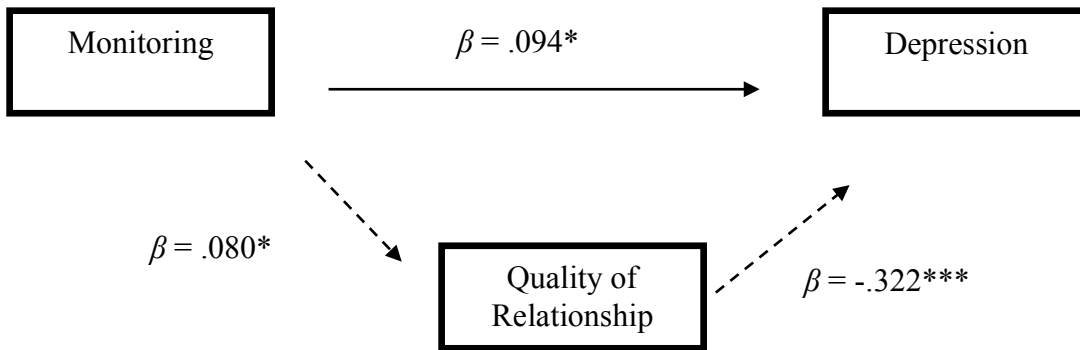 Monitoring
β = .094*
Depression
β = .080*
Quality of
Relationship
β = -.322***